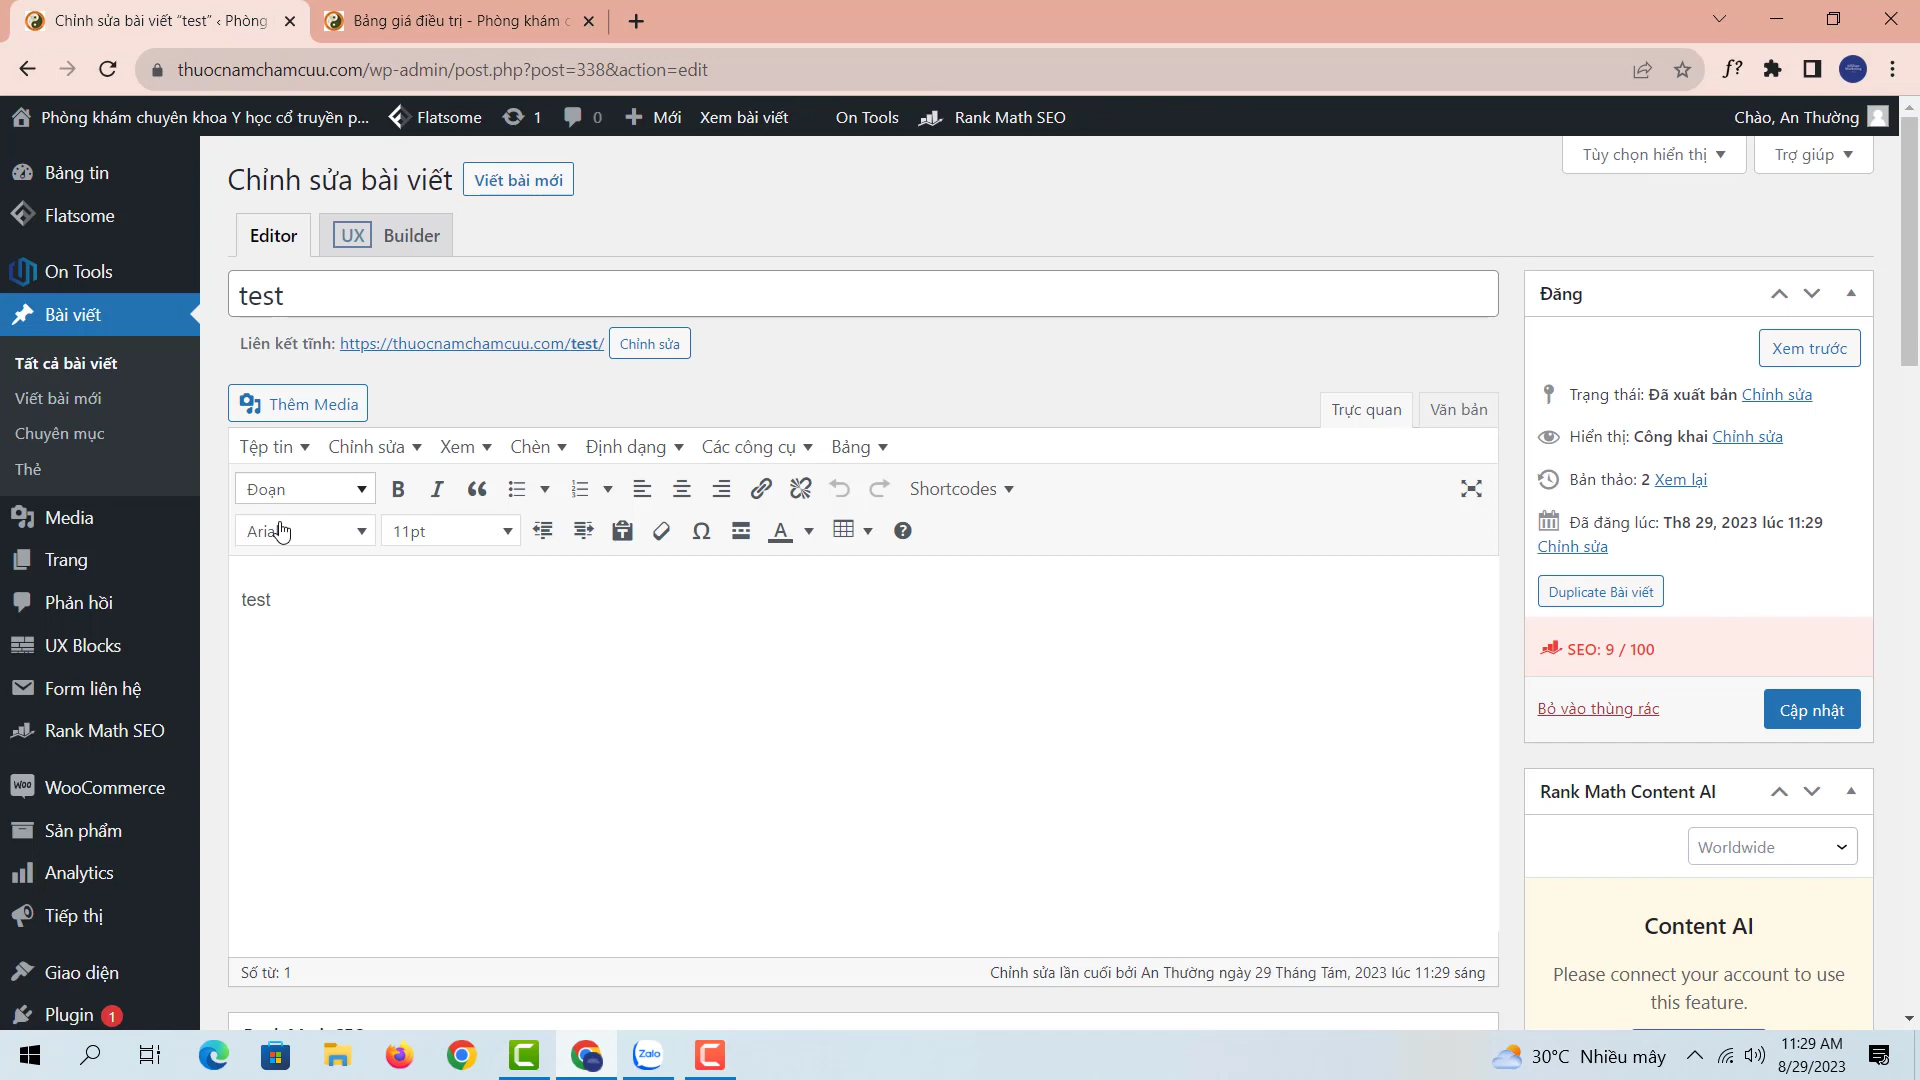 Chỉnh sửa bài viết “test” ‹ Phòng
Bảng giá điều trị - Phòng khám c
thuocnamchamcuu.com/wp-admin/post.php?post=338&action=edit
f?
Phòng khám chuyên khoa Y học cổ truyền p...
Flatsome
1
0
Mới
Xem bài viết
On Tools
Rank Math SEO
Chào, An Thường
Bảng tin
Flatsome
On Tools
Bài viết
Tất cả bài viết
Viết bài mới
Chuyên mục
Thẻ
Media
Trang
Phản hồi
UX Blocks
Form liên hệ
Rank Math SEO
Woo WooCommerce
Sản phẩm
Analytics
Tiếp thị
Giao diện
Plugin 1
Tùy chọn hiển thị
Trợ giúp
Chỉnh sửa bài viết
Viết bài mới
Editor
UX Builder
test
Liên kết tĩnh: https://thuocnamchamcuu.com/test/ Chỉnh sửa
Thêm Media
Trực quan
Văn bản
Tệp tin
Chỉnh sửa
Xem
Chèn
Định dạng
Các công cụ
Bảng
Đoạn
B
I
Shortcodes
Arial
11pt
Ω
A
test
Số từ: 1
Chỉnh sửa lần cuối bởi An Thường ngày 29 Tháng Tám, 2023 lúc 11:29 sáng
Đăng
Xem trước
Trạng thái: Đã xuất bản Chỉnh sửa
Hiển thị: Công khai Chỉnh sửa
Bản thảo: 2 Xem lại
Đã đăng lúc: Th8 29, 2023 lúc 11:29
Chỉnh sửa
Duplicate Bài viết
SEO: 9 / 100
Bỏ vào thùng rác
Cập nhật
Rank Math Content AI
Worldwide
Content AI
Please connect your account to use
this feature.
Zalo
30°C Nhiều mây
11:29 AM
8/29/2023